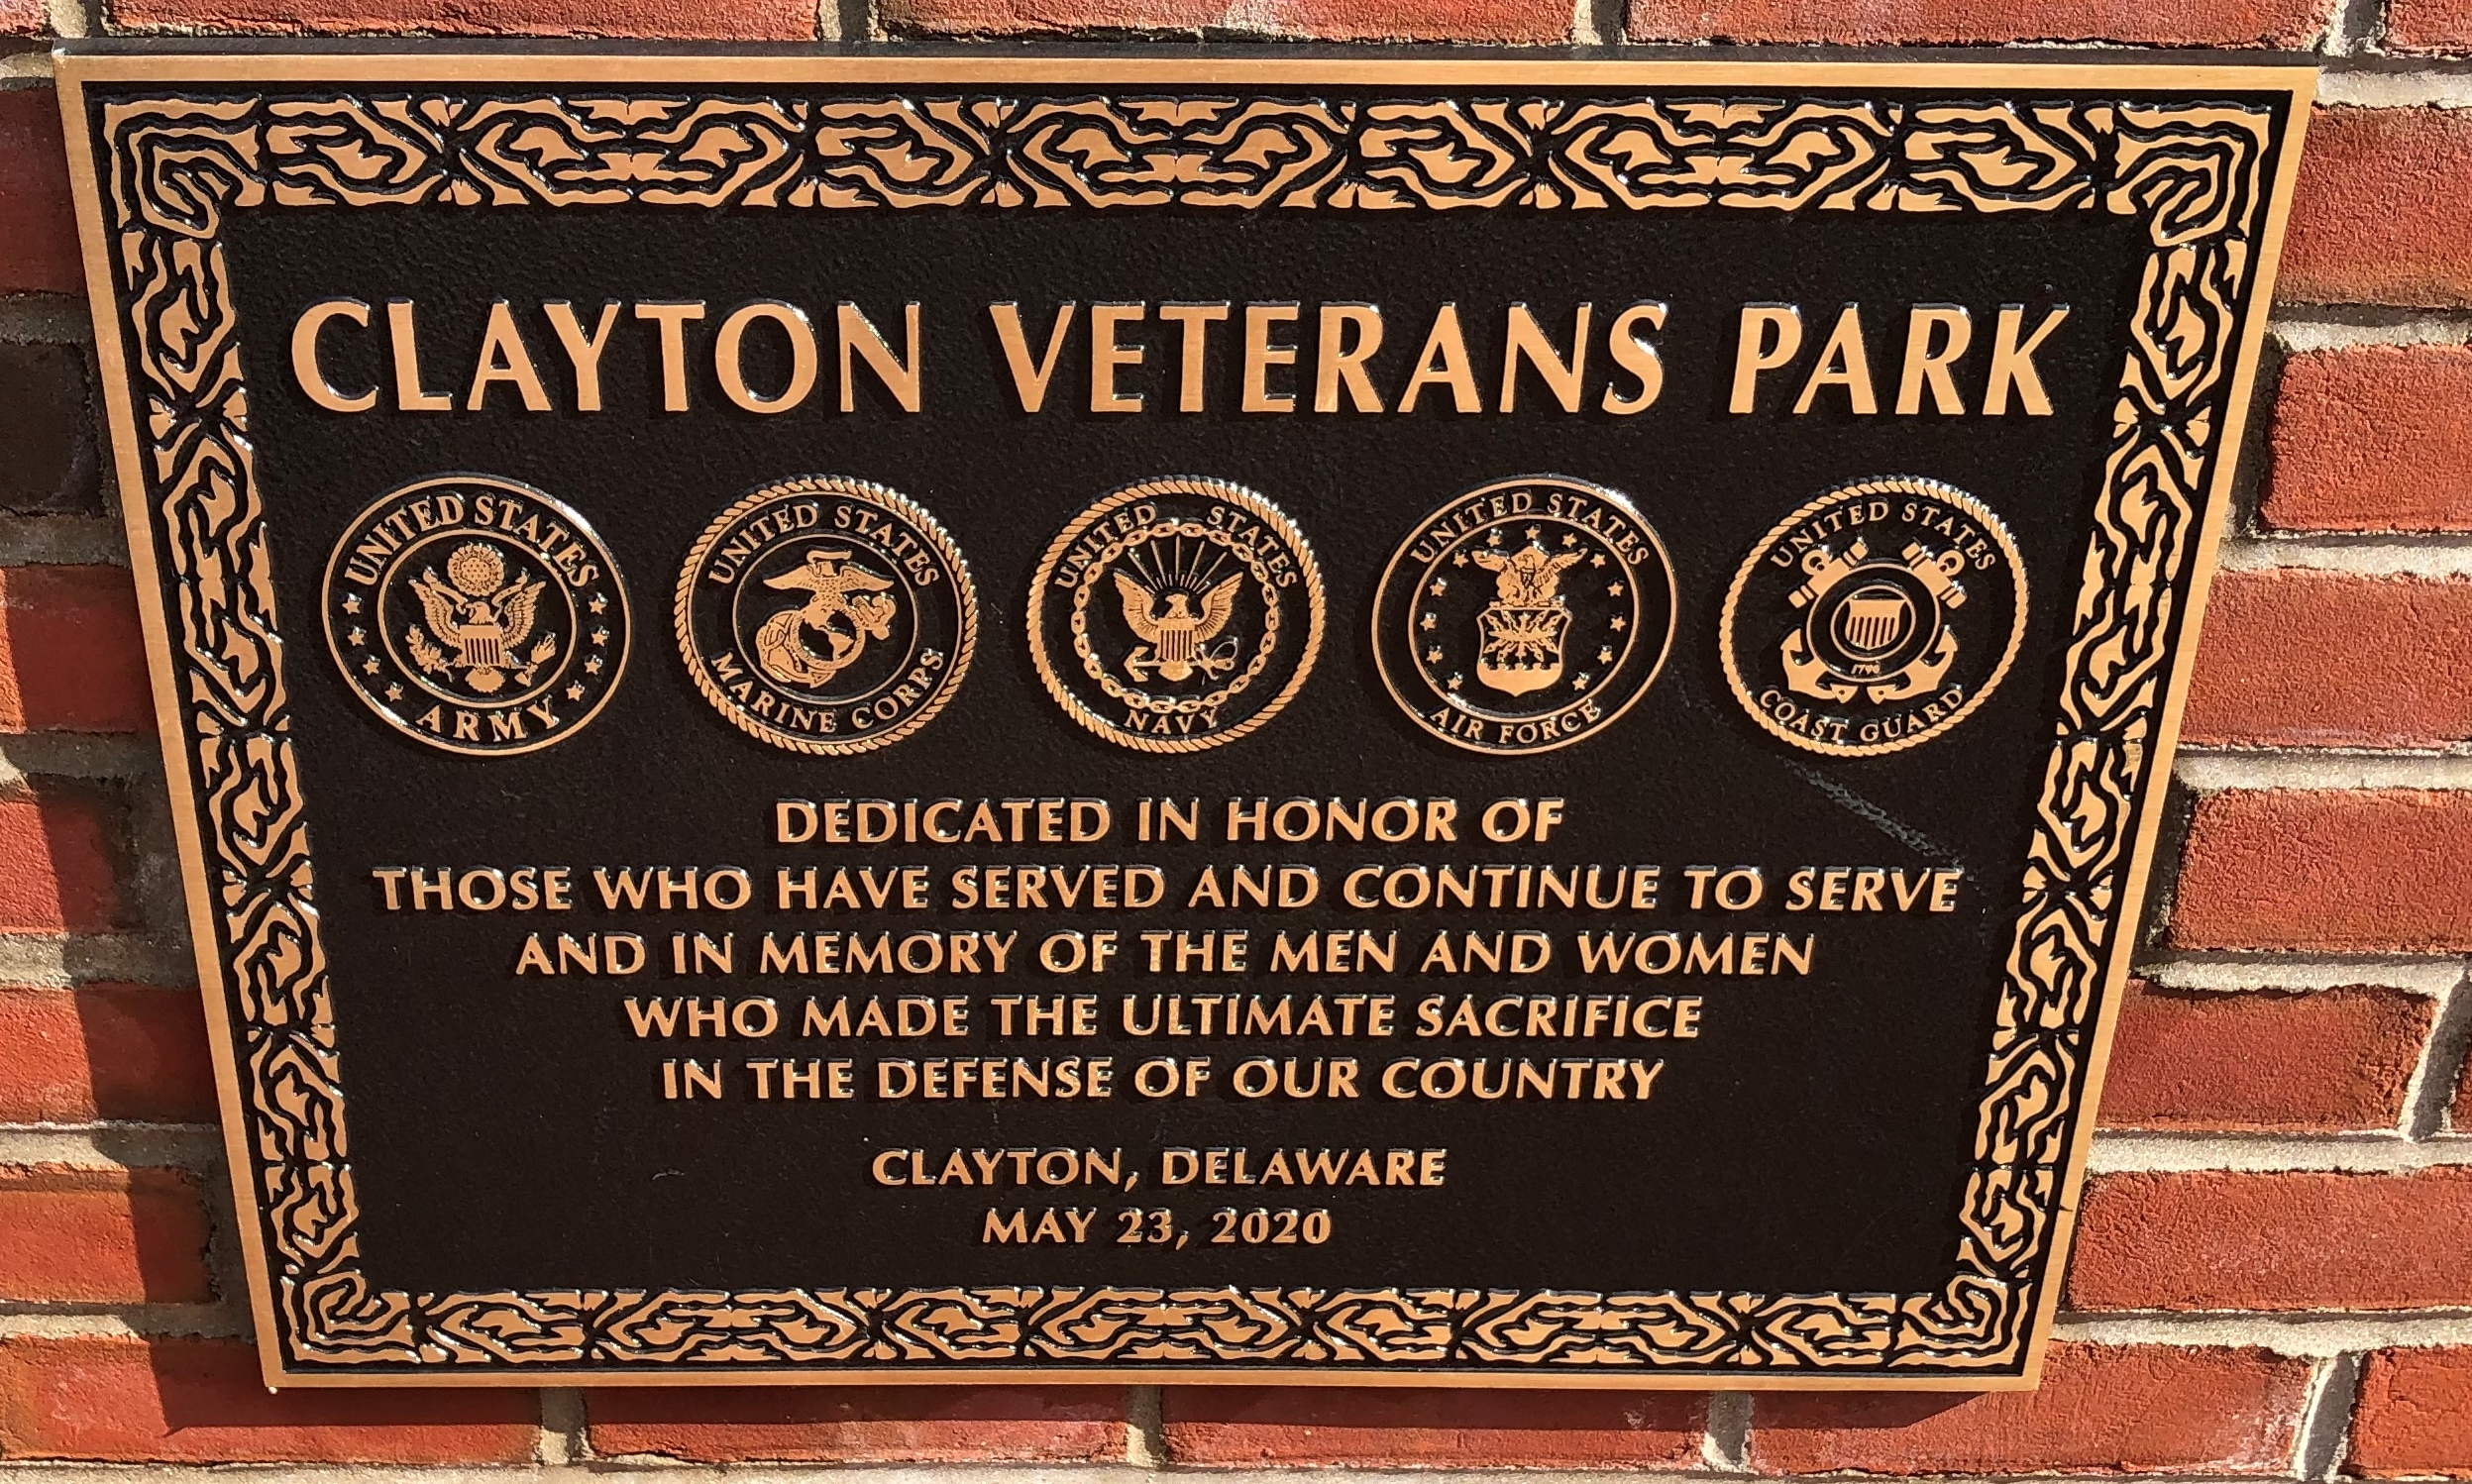 CLAYTON VETERANS PARK
UNITED STATES
ARMY
UNITED STATES
MARINE CORPS
UNITED STATES
NAVY
UNITED STATES
AIR FORCE
UNITED STATES
1790
COAST GUARD
DEDICATED IN HONOR OF
THOSE WHO HAVE SERVED AND CONTINUE TO SERVE
AND IN MEMORY OF THE MEN AND WOMEN
WHO MADE THE ULTIMATE SACRIFICE
IN THE DEFENSE OF OUR COUNTRY
CLAYTON, DELAWARE
MAY 23, 2020